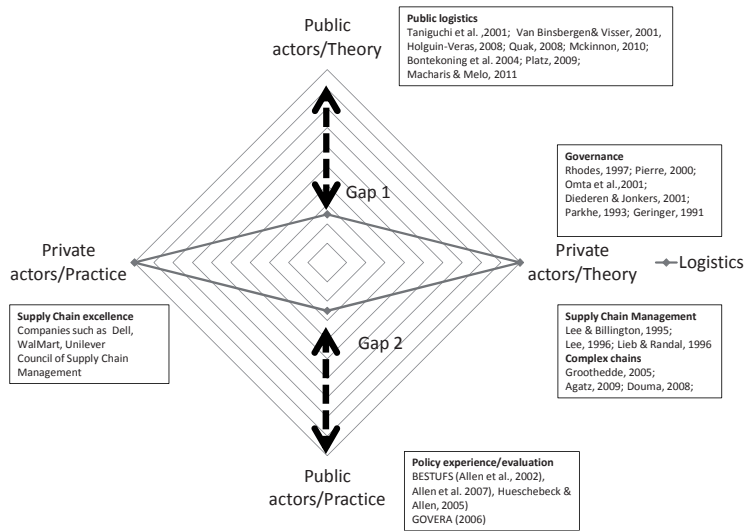 Public
actors/Theory
Public logistics
Taniguchi et al. ,2001;  Van Binsbergen& Visser, 2001,
Holguin-Veras, 2008; Quak, 2008; Mckinnon, 2010;
Bontekoning et al. 2004; Platz, 2009;
Macharis & Melo, 2011
Governance
Rhodes, 1997; Pierre, 2000;
Omta et al.,2001;
Diederen & Jonkers, 2001;
Parkhe, 1993; Geringer, 1991
Gap 1
Private
actors/Practice
Private
actors/Theory
Logistics
Supply Chain excellence
Companies such as  Dell,
WalMart, Unilever
Council of Supply Chain
Management
Supply Chain Management
Lee & Billington, 1995;
Lee, 1996; Lieb & Randal, 1996
Complex chains
Groothedde, 2005;
Agatz, 2009; Douma, 2008;
Gap 2
Public
actors/Practice
Policy experience/evaluation
BESTUFS (Allen et al., 2002),
Allen et al. 2007), Hueschebeck &
Allen, 2005)
GOVERA (2006)